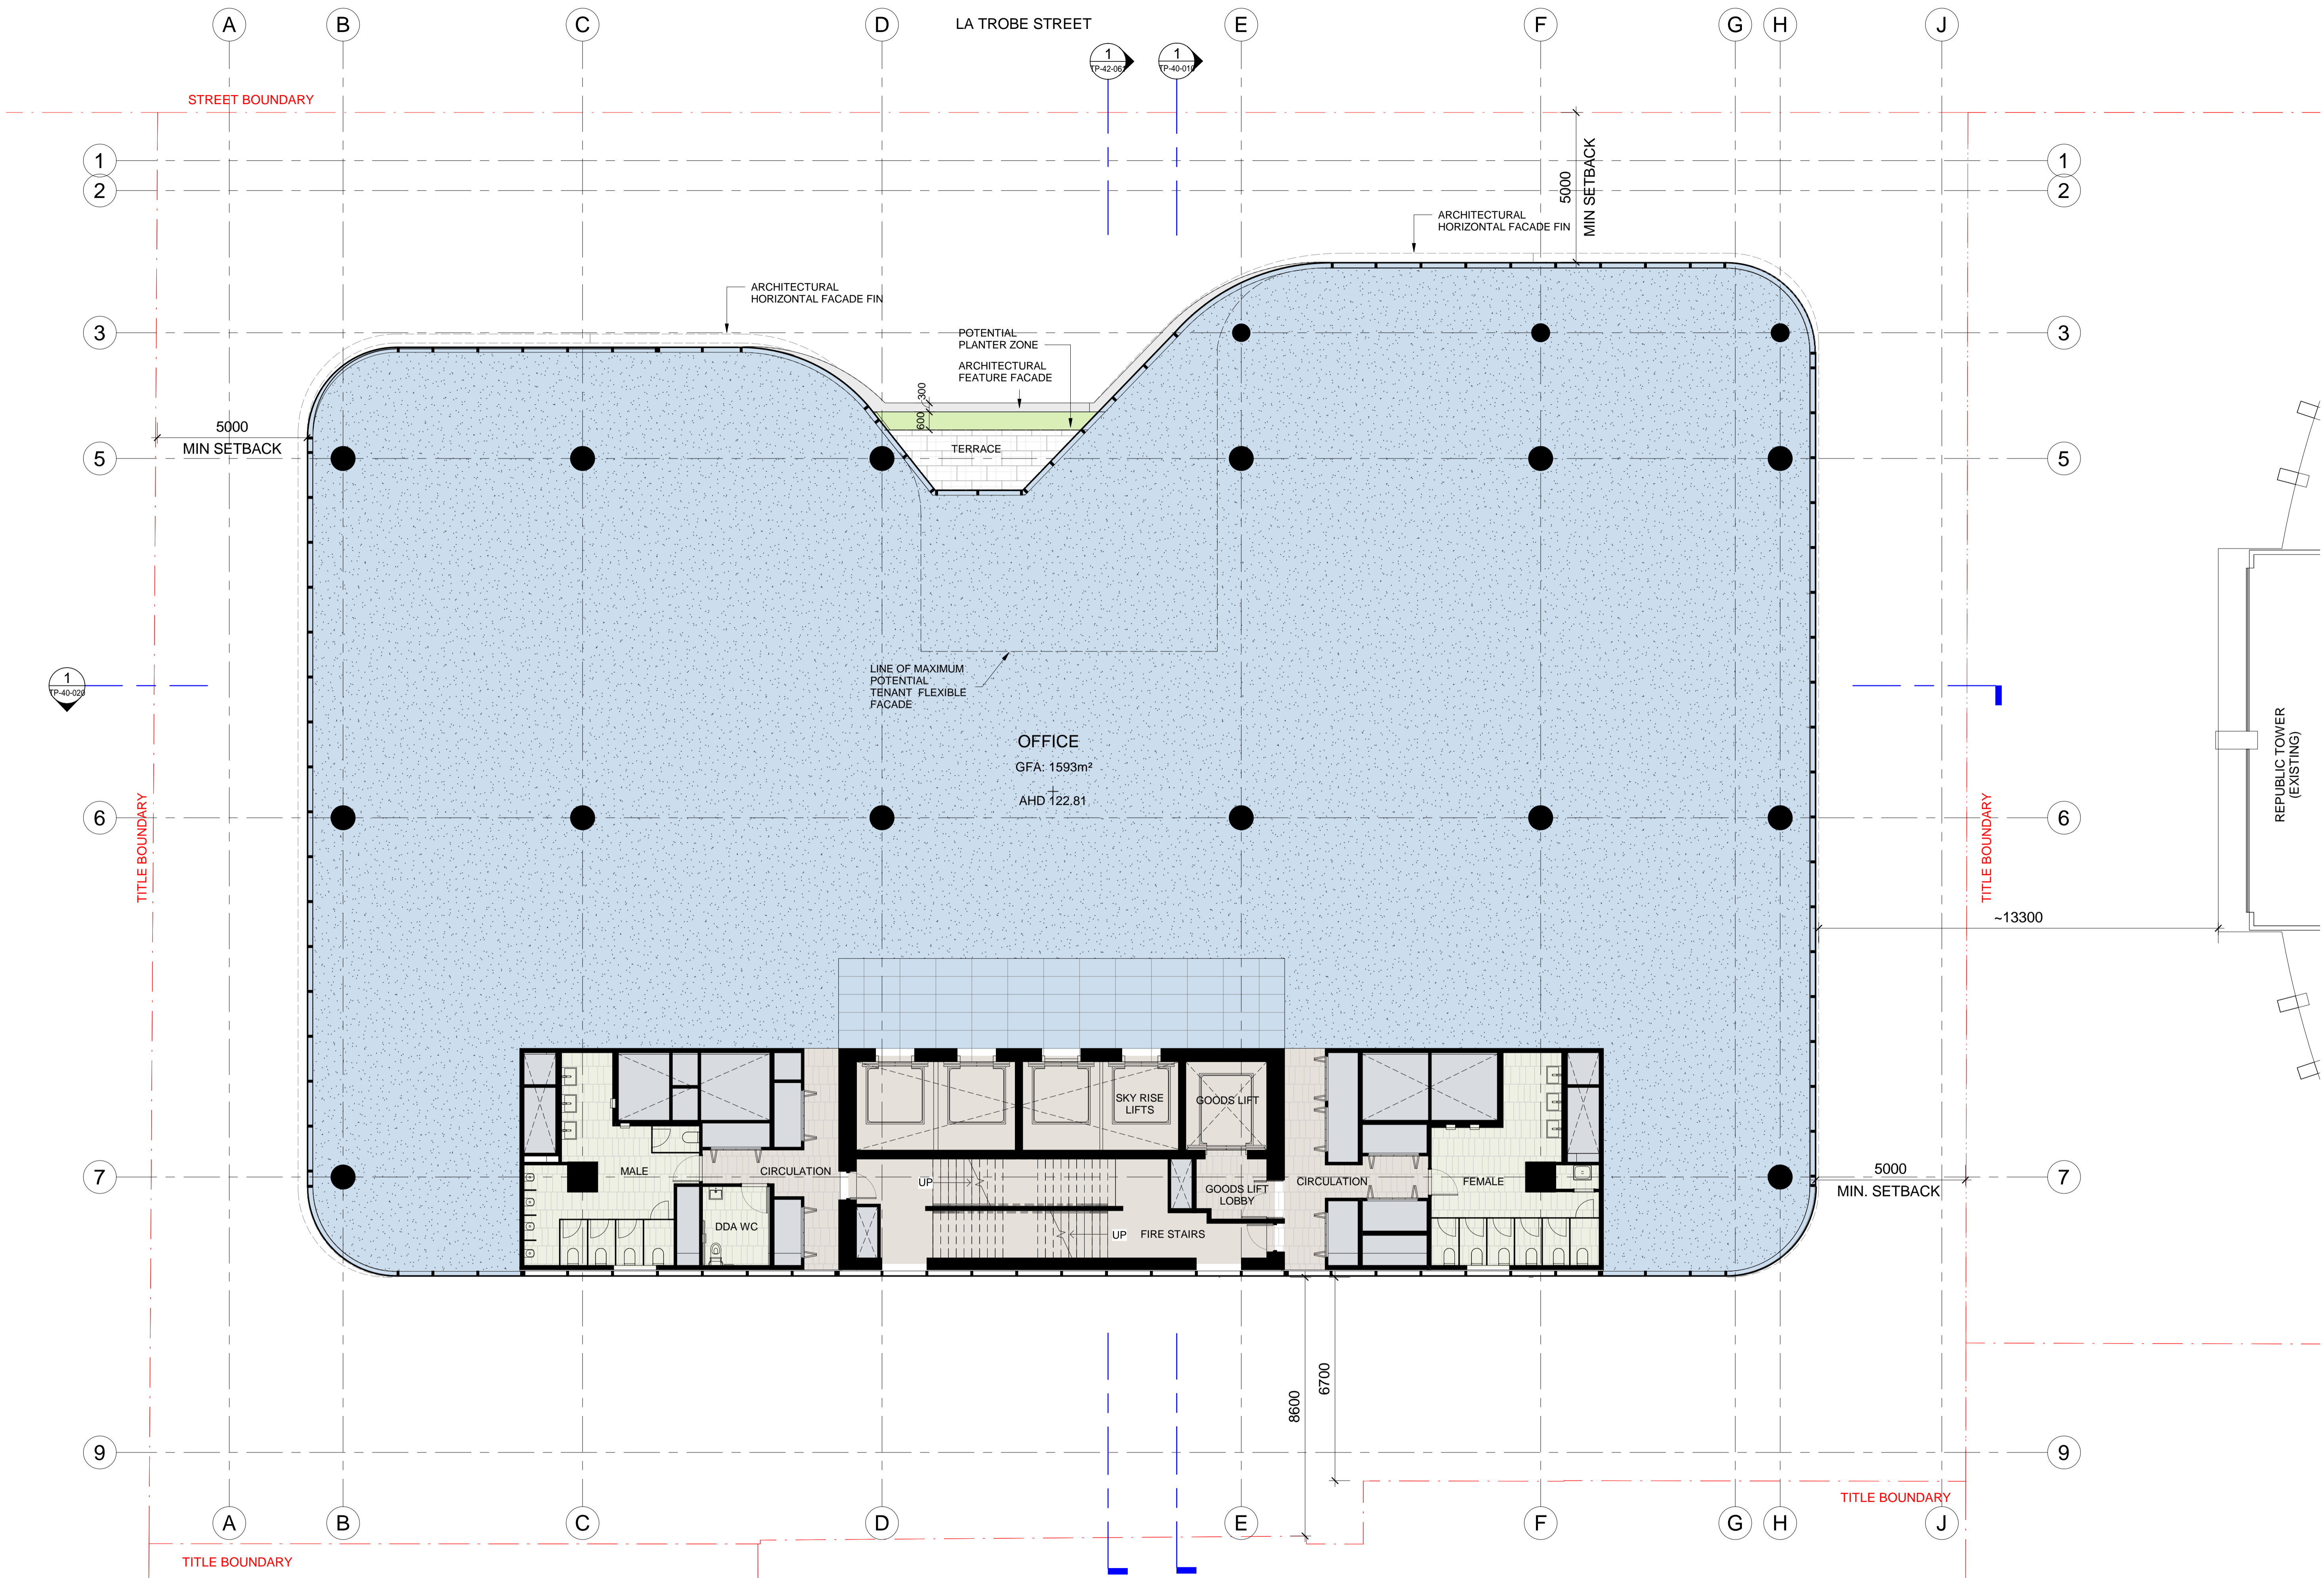 A B C D E F G H J
LA TROBE STREET
1
TP-42-061
1
TP-40-010
STREET BOUNDARY
1
1
2
2
5000
MIN SETBACK
ARCHITECTURAL
HORIZONTAL FACADE FIN
ARCHITECTURAL
HORIZONTAL FACADE FIN
3
3
POTENTIAL
PLANTER ZONE
ARCHITECTURAL
FEATURE FACADE
300
600
5000
MIN SETBACK
TERRACE
5
5
LINE OF MAXIMUM
POTENTIAL
TENANT FLEXIBLE
FACADE
1
TP-40-020
OFFICE
GFA: 1593m²
AHD 122.81
REPUBLIC TOWER
(EXISTING)
6
6
TITLE BOUNDARY
TITLE BOUNDARY
~13300
SKY RISE
LIFTS
GOODS LIFT
MALE
CIRCULATION
UP
GOODS LIFT
LOBBY
CIRCULATION
FEMALE
5000
MIN. SETBACK
7
7
DDA WC
UP
FIRE STAIRS
6700
8600
9
9
TITLE BOUNDARY
A B C D E F G H J
TITLE BOUNDARY